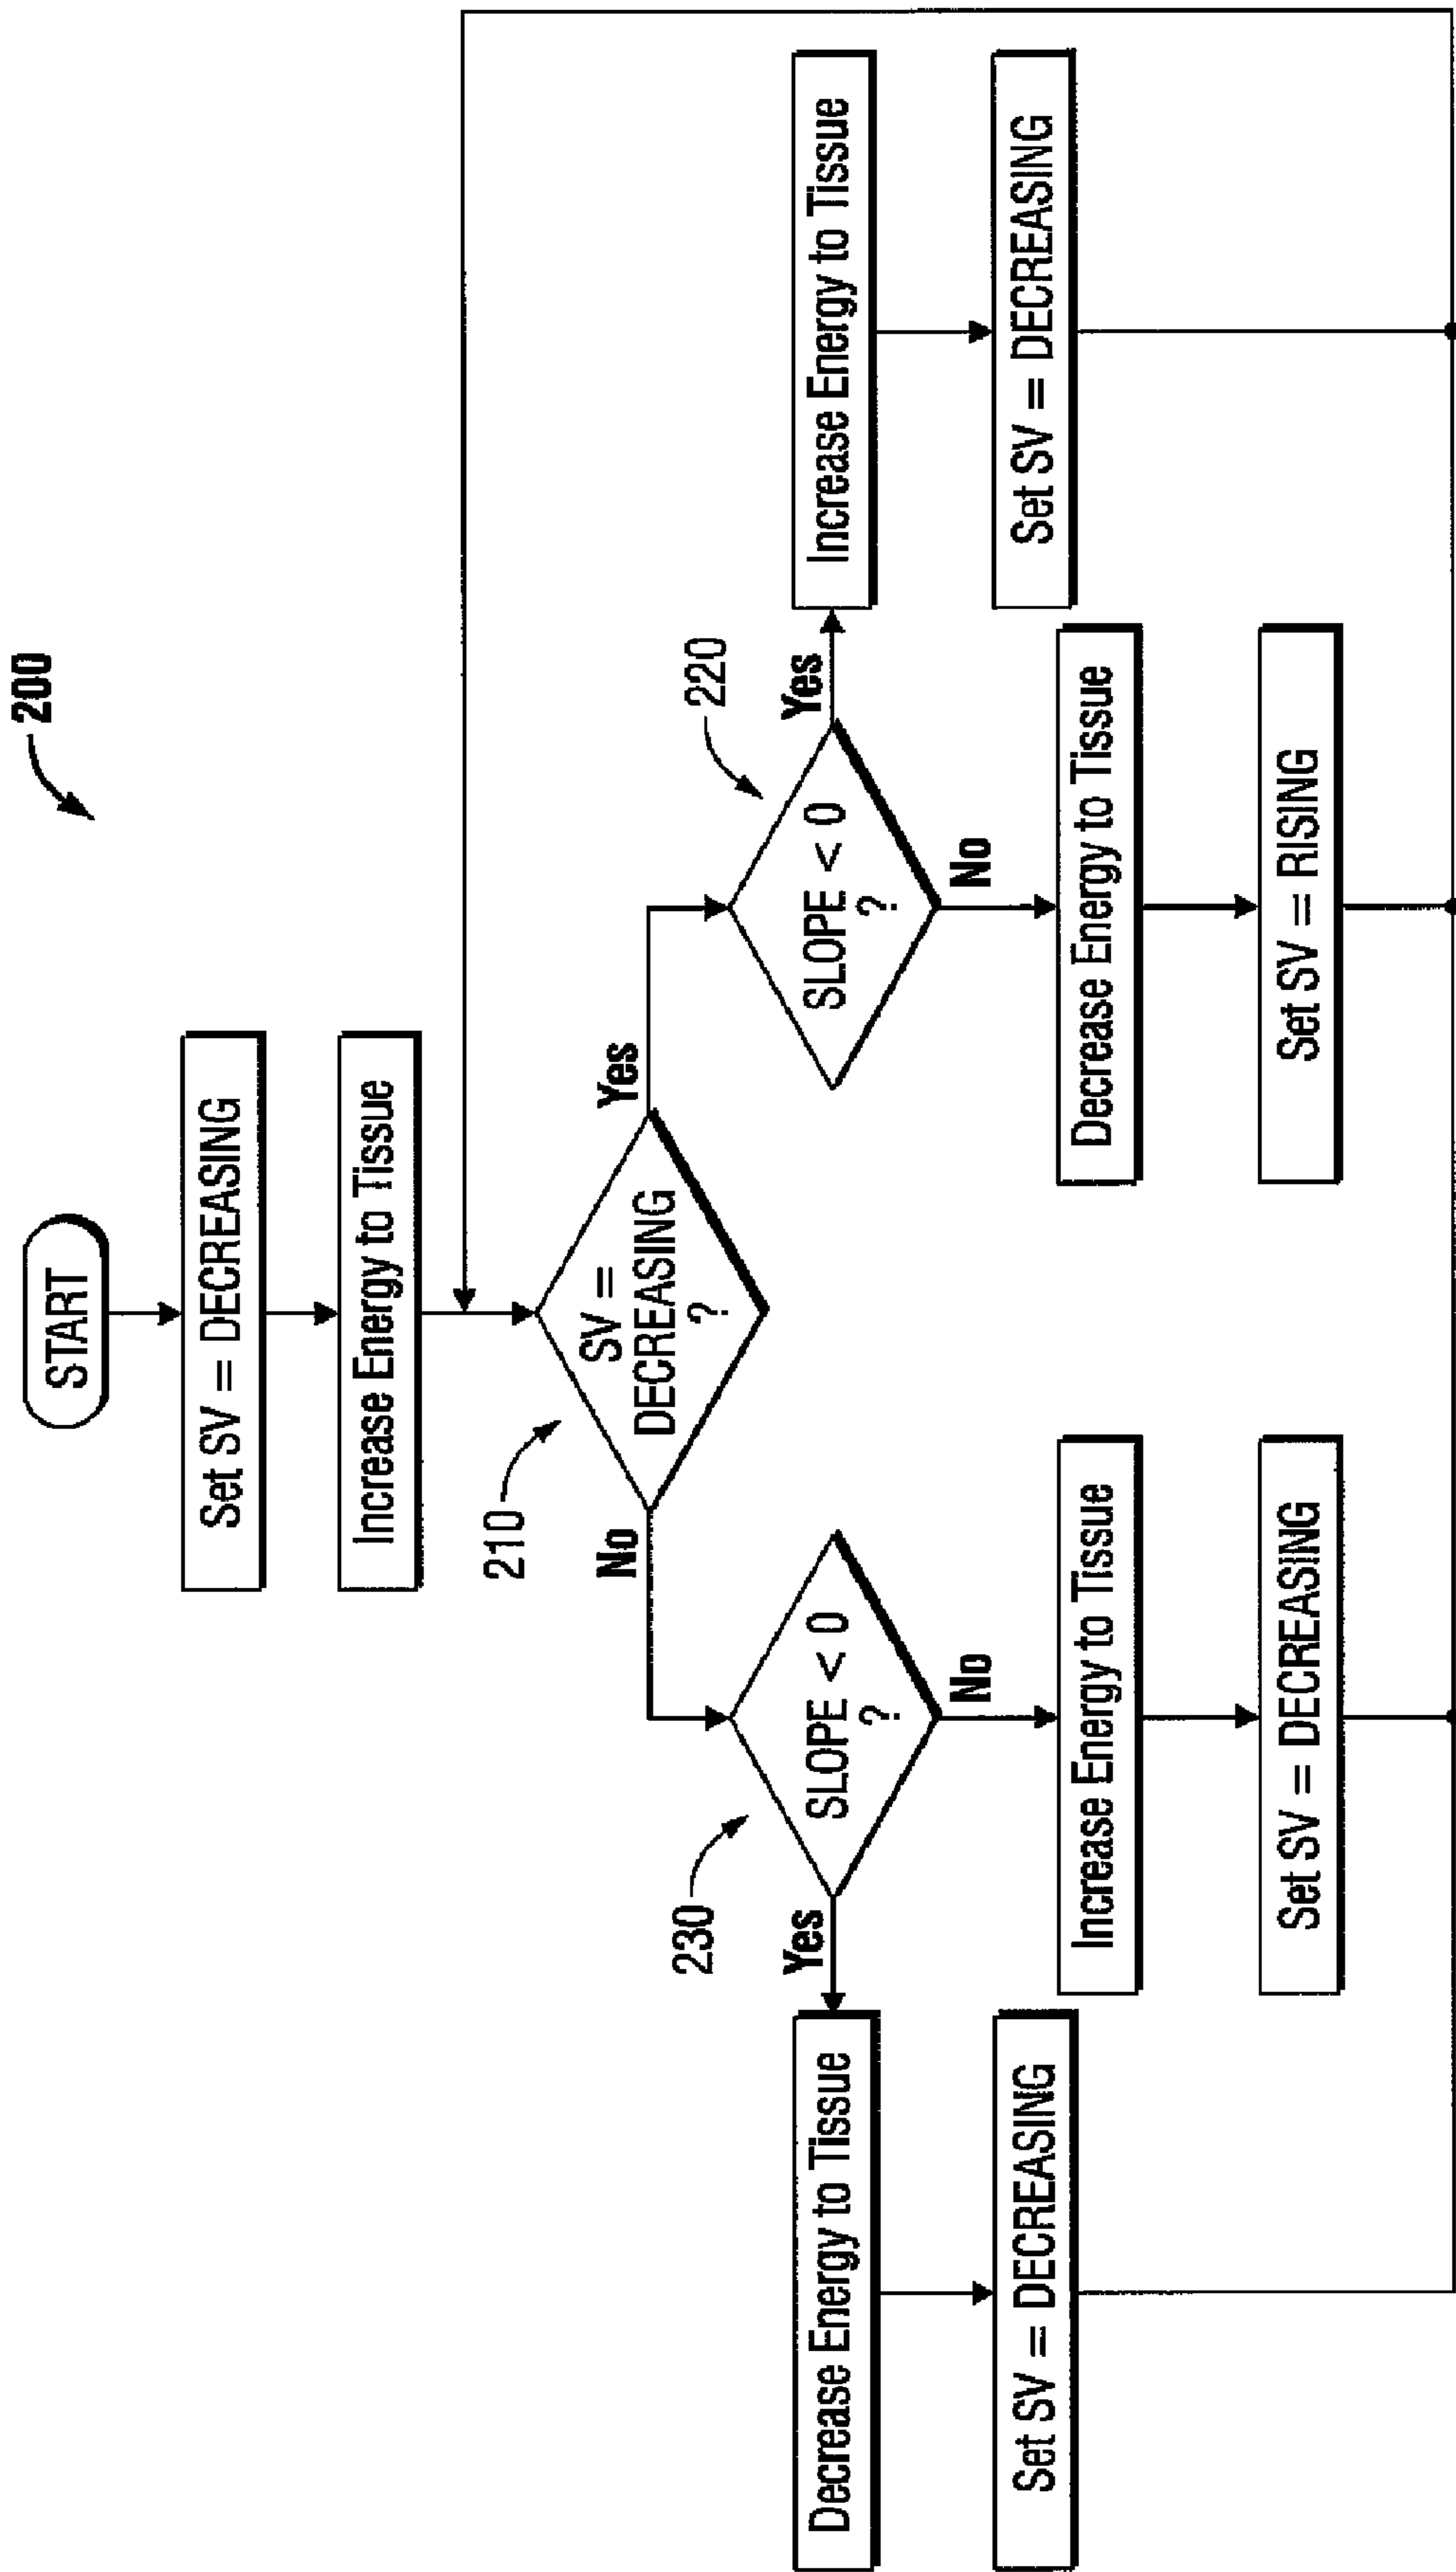 200
START
Set SV = DECREASING
Increase Energy to Tissue
210
SV =
DECREASING
?
No
Yes
230
SLOPE < 0
?
Yes
No
Decrease Energy to Tissue
Set SV = DECREASING
Increase Energy to Tissue
Set SV = DECREASING
220
SLOPE < 0
?
Yes
No
Increase Energy to Tissue
Set SV = DECREASING
Decrease Energy to Tissue
Set SV = RISING